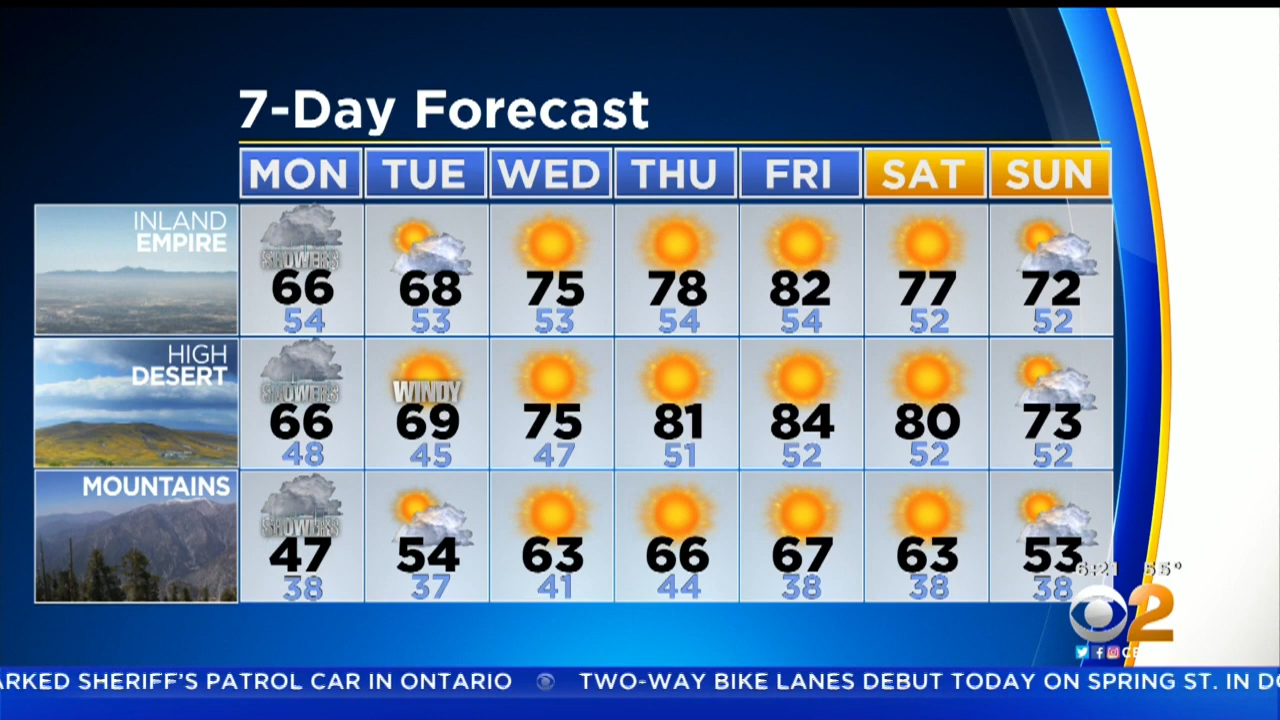 7-Day Forecast
MON TUE WED THU FRI SAT SUN
INLAND
EMPIRE
SHOWERS
66 68 75 78 82 77 72
54 53 53 54 54 52 52
HIGH
DESERT
SHOWERS WINDY
66 69 75 81 84 80 73
48 45 47 51 52 52 52
MOUNTAINS
SHOWERS
47 54 63 66 67 63 53
38 37 41 44 38 38 38
6:21 55°
2
ARKED SHERIFF'S PATROL CAR IN ONTARIO TWO-WAY BIKE LANES DEBUT TODAY ON SPRING ST. IN DO